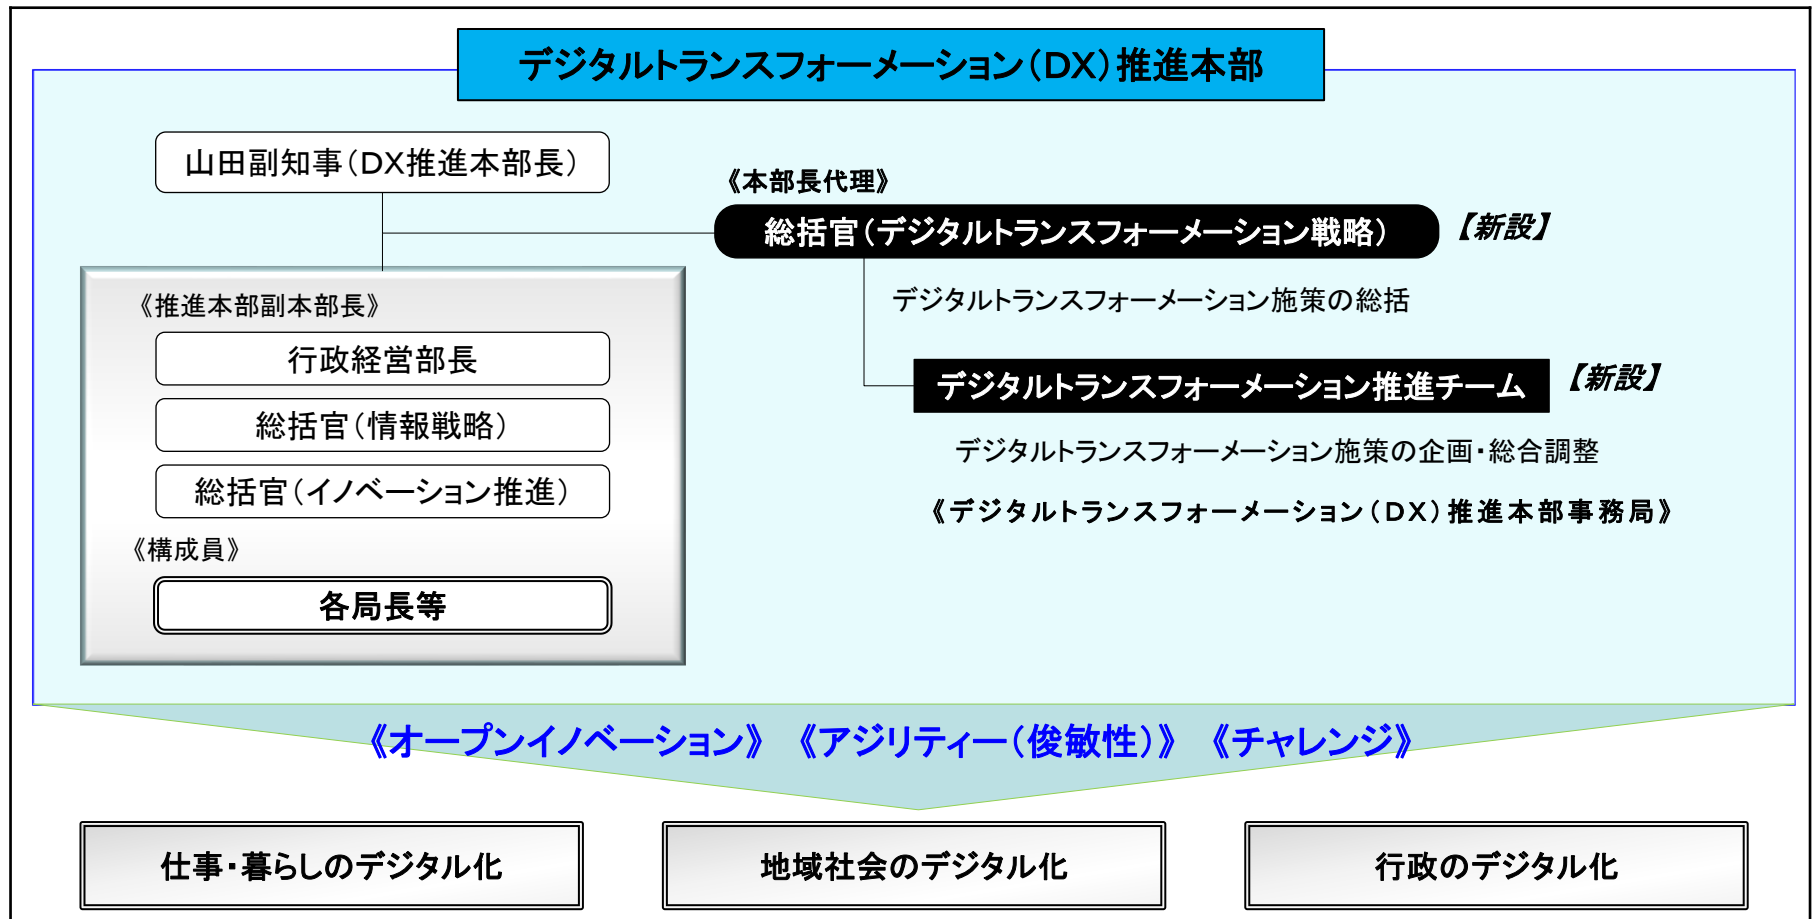 デジタルトランスフォーメーション（DX）推進本部
山田副知事（DX推進本部長）
《本部長代理》
総括官（デジタルトランスフォーメーション戦略）
【新設】
デジタルトランスフォーメーション施策の総括
デジタルトランスフォーメーション推進チーム
【新設】
デジタルトランスフォーメーション施策の企画・総合調整
《デジタルトランスフォーメーション（DX）推進本部事務局》
《推進本部副本部長》
行政経営部長
総括官（情報戦略）
総括官（イノベーション推進）
《構成員》
各局長等
《オープンイノベーション》 《アジリティー（俊敏性）》 《チャレンジ》
仕事・暮らしのデジタル化
地域社会のデジタル化
行政のデジタル化